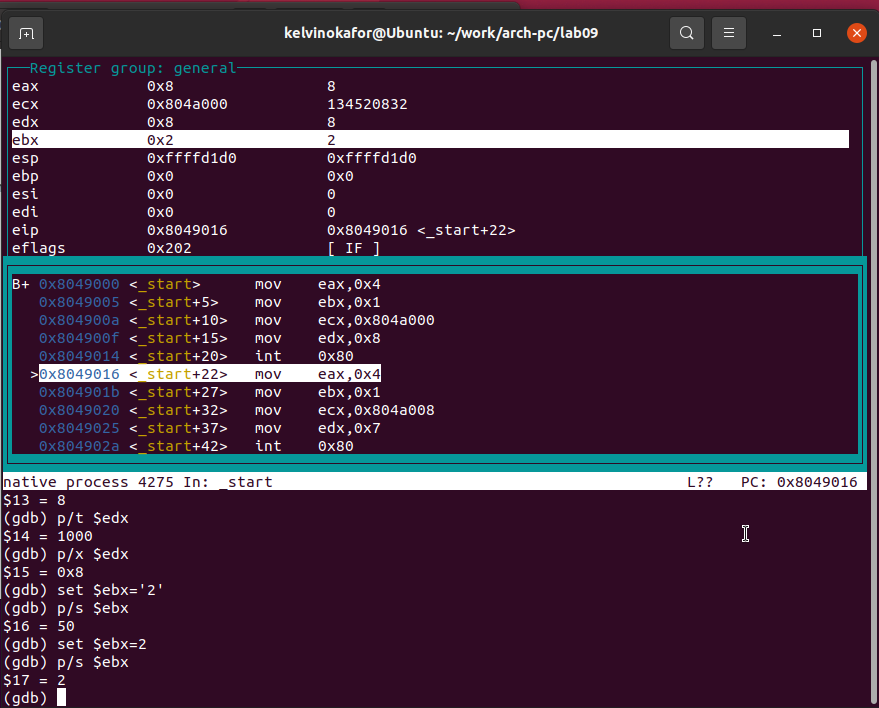 kelvinokafor@Ubuntu: ~/work/arch-pc/lab09
Register group: general
eax 0x8 8
ecx 0x804a000 134520832
edx 0x8 8
ebx 0x2 2
esp 0xffffd1d0 0xffffd1d0
ebp 0x0 0x0
esi 0x0 0
edi 0x0 0
eip 0x8049016 0x8049016 <_start+22>
eflags 0x202 [ IF ]
B+ 0x8049000 <_start> mov eax,0x4
0x8049005 <_start+5> mov ebx,0x1
0x804900a <_start+10> mov ecx,0x804a000
0x804900f <_start+15> mov edx,0x8
0x8049014 <_start+20> int 0x80
>0x8049016 <_start+22> mov eax,0x4
0x804901b <_start+27> mov ebx,0x1
0x8049020 <_start+32> mov ecx,0x804a008
0x8049025 <_start+37> mov edx,0x7
0x804902a <_start+42> int 0x80
native process 4275 In: _start L?? PC: 0x8049016
$13 = 8
(gdb) p/t $edx
$14 = 1000
(gdb) p/x $edx
$15 = 0x8
(gdb) set $ebx='2'
(gdb) p/s $ebx
$16 = 50
(gdb) set $ebx=2
(gdb) p/s $ebx
$17 = 2
(gdb)